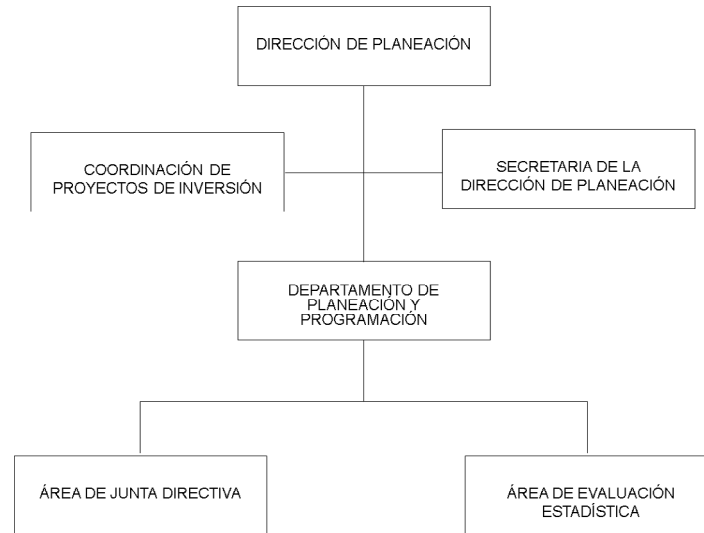 DIRECCIÓN DE PLANEACIÓN
COORDINACIÓN DE
PROYECTOS DE INVERSIÓN
SECRETARIA DE LA
DIRECCIÓN DE PLANEACIÓN
DEPARTAMENTO DE
PLANEACIÓN Y
PROGRAMACIÓN
ÁREA DE JUNTA DIRECTIVA
ÁREA DE EVALUACIÓN
ESTADÍSTICA